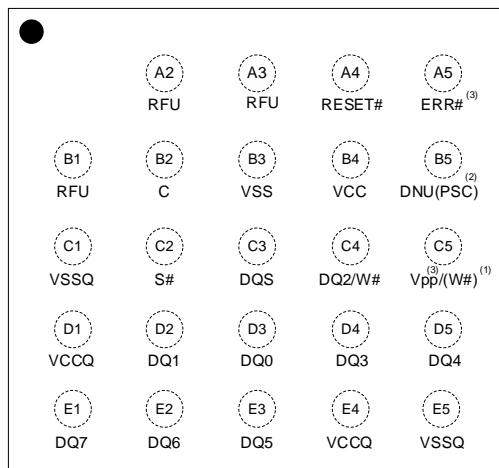 A2 A3 A4 A5
RFU RFU RESET# ERR# (3)
B1 B2 B3 B4 B5
RFU C VSS VCC DNU(PSC) (2)
C1 C2 C3 C4 C5
VSSQ S# DQS DQ2/W# Vpp/(W#) (3) (1)
D1 D2 D3 D4 D5
VCCQ DQ1 DQ0 DQ3 DQ4
E1 E2 E3 E4 E5
DQ7 DQ6 DQ5 VCCQ VSSQ